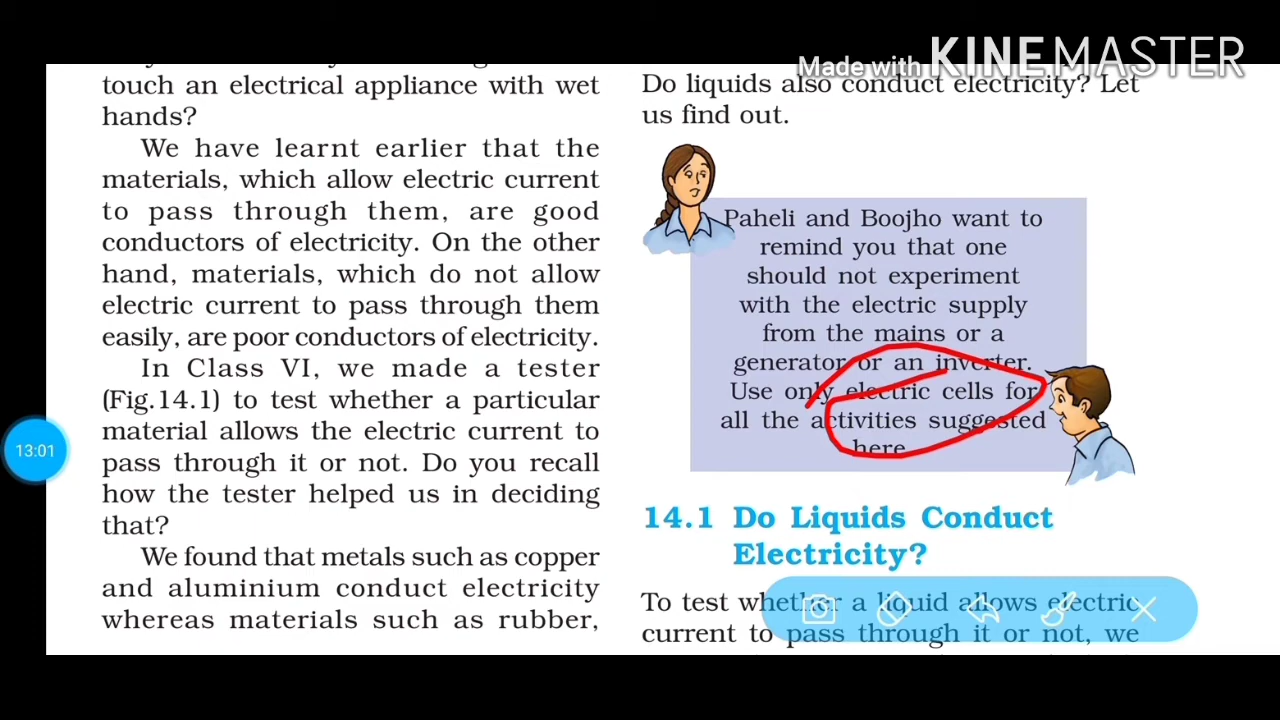 Made with KINEMASTER
touch an electrical appliance with wet
hands?
We have learnt earlier that the
materials, which allow electric current
to pass through them, are good
conductors of electricity. On the other
hand, materials, which do not allow
electric current to pass through them
easily, are poor conductors of electricity.
In Class VI, we made a tester
(Fig.14.1) to test whether a particular
material allows the electric current to
pass through it or not. Do you recall
how the tester helped us in deciding
that?
We found that metals such as copper
and aluminium conduct electricity
whereas materials such as rubber,
13:01
Do liquids also conduct electricity? Let
us find out.
Paheli and Boojho want to
remind you that one
should not experiment
with the electric supply
from the mains or a
generator or an inverter.
Use only electric cells for
all the activities suggested
here.
14.1 Do Liquids Conduct
Electricity?
To test whether a liquid allows electric
current to pass through it or not, we